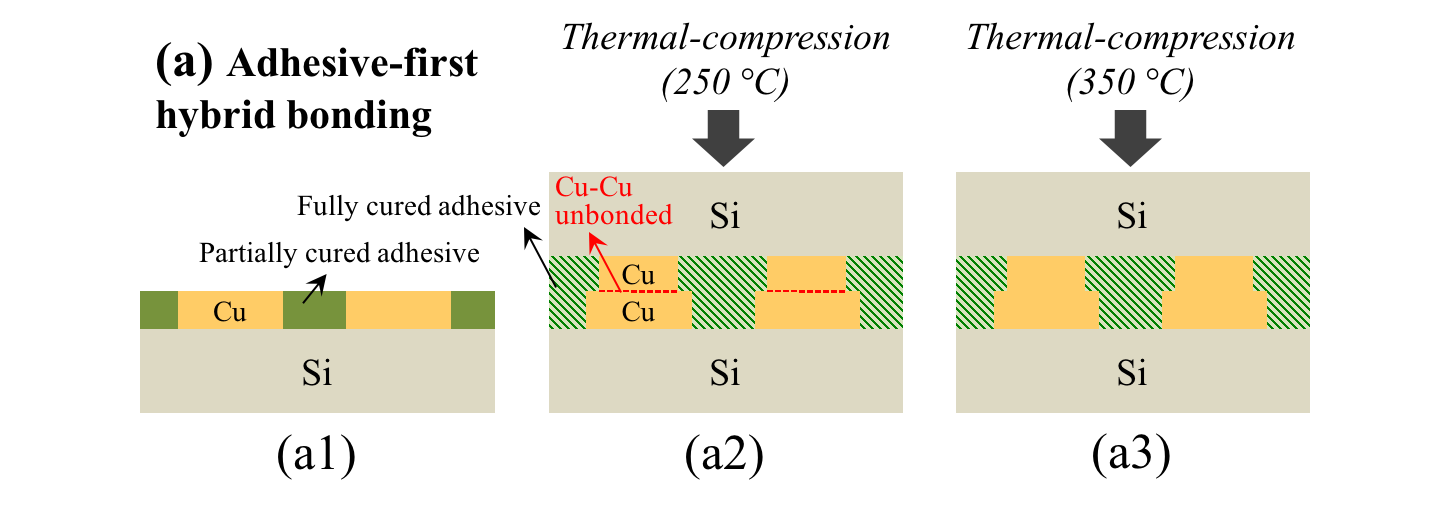 (a) Adhesive-first
hybrid bonding
Thermal-compression
(250 °C)
Thermal-compression
(350 °C)
Fully cured adhesive
Partially cured adhesive
Cu
Si
(a1)
Cu-Cu
unbonded
Si
Cu
Cu
Si
(a2)
Si
Si
(a3)